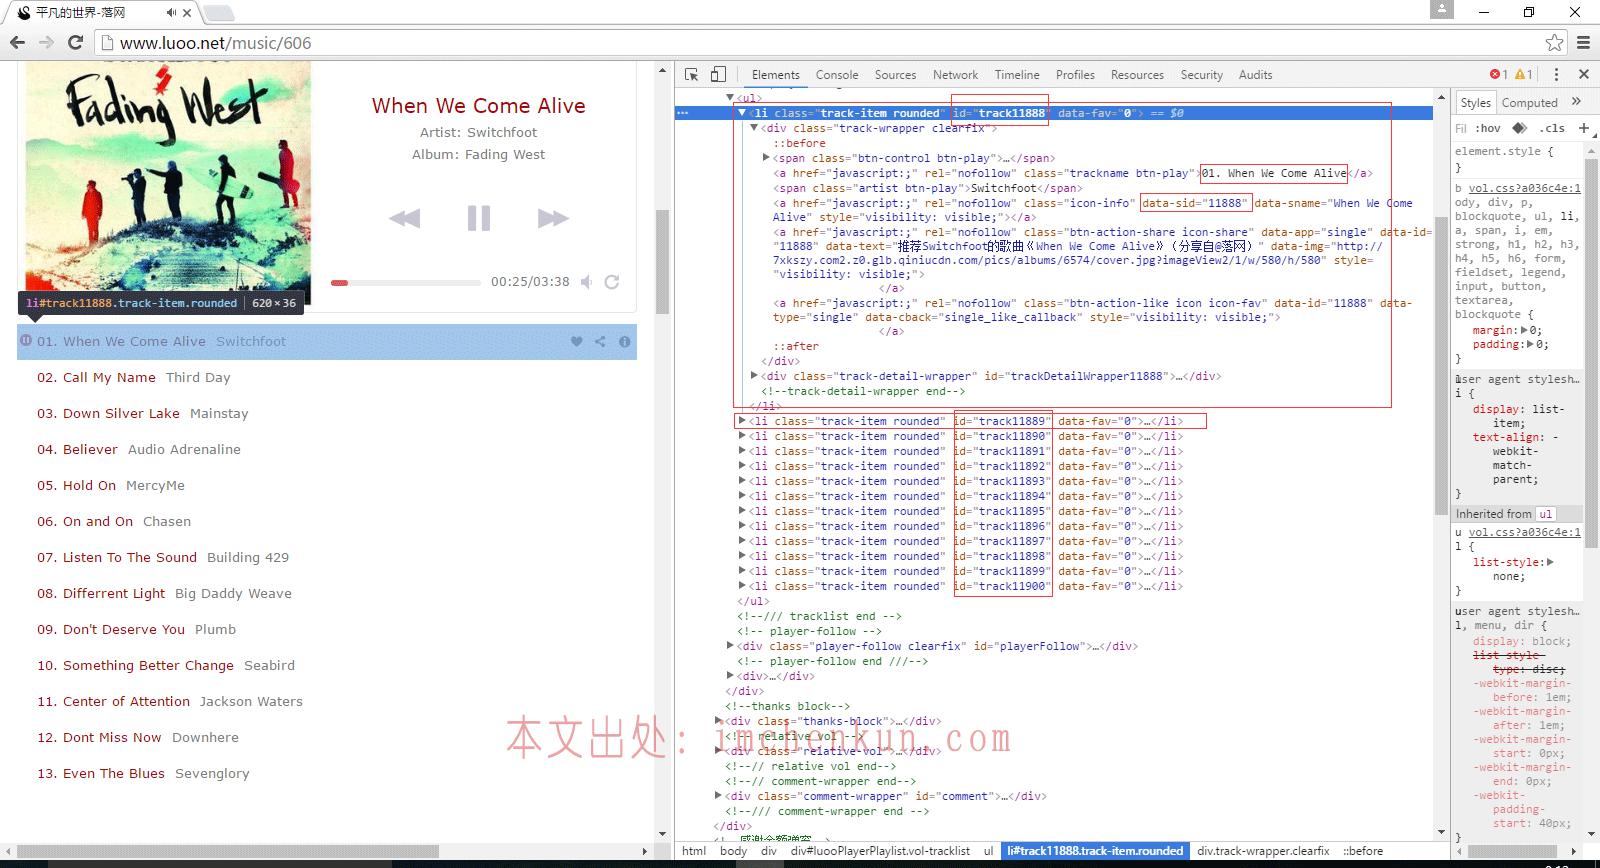 平凡的世界-落网
www.luoo.net/music/606
Fading West
When We Come Alive
Artist: Switchfoot
Album: Fading West
00:25/03:38
li#track11888.track-item.rounded | 620×36
01. When We Come Alive Switchfoot
02. Call My Name Third Day
03. Down Silver Lake Mainstay
04. Believer Audio Adrenaline
05. Hold On MercyMe
06. On and On Chasen
07. Listen To The Sound Building 429
08. Differrent Light Big Daddy Weave
09. Don't Deserve You Plumb
10. Something Better Change Seabird
11. Center of Attention Jackson Waters
12. Dont Miss Now Downhere
13. Even The Blues Sevenglory
Elements Console Sources Network Timeline Profiles Resources Security Audits 1 1
<ul>
<li class="track-item rounded" id="track11888" data-fav="0"> == $0
<div class="track-wrapper clearfix">
::before
<span class="btn-control btn-play">…</span>
<a href="javascript:;" rel="nofollow" class="trackname btn-play">01. When We Come Alive</a>
<span class="artist btn-play">Switchfoot</span>
<a href="javascript:;" rel="nofollow" class="icon-info" data-sid="11888" data-sname="When We Come
Alive" style="visibility: visible;"></a>
<a href="javascript:;" rel="nofollow" class="btn-action-share icon-share" data-app="single" data-id=
"11888" data-text="推荐Switchfoot的歌曲《When We Come Alive》（分享自@落网）" data-img="http://
7xkszy.com2.z0.glb.qiniucdn.com/pics/albums/6574/cover.jpg?imageView2/1/w/580/h/580" style=
"visibility: visible;">
</a>
<a href="javascript:;" rel="nofollow" class="btn-action-like icon icon-fav" data-id="11888" data-
type="single" data-cback="single_like_callback" style="visibility: visible;">
</a>
::after
</div>
<div class="track-detail-wrapper" id="trackDetailWrapper11888">…</div>
<!--track-detail-wrapper end-->
</li>
<li class="track-item rounded" id="track11889" data-fav="0">…</li>
<li class="track-item rounded" id="track11890" data-fav="0">…</li>
<li class="track-item rounded" id="track11891" data-fav="0">…</li>
<li class="track-item rounded" id="track11892" data-fav="0">…</li>
<li class="track-item rounded" id="track11893" data-fav="0">…</li>
<li class="track-item rounded" id="track11894" data-fav="0">…</li>
<li class="track-item rounded" id="track11895" data-fav="0">…</li>
<li class="track-item rounded" id="track11896" data-fav="0">…</li>
<li class="track-item rounded" id="track11897" data-fav="0">…</li>
<li class="track-item rounded" id="track11898" data-fav="0">…</li>
<li class="track-item rounded" id="track11899" data-fav="0">…</li>
<li class="track-item rounded" id="track11900" data-fav="0">…</li>
</ul>
<!--/// tracklist end -->
<!-- player-follow -->
<div class="player-follow clearfix" id="playerFollow">…</div>
<!-- player-follow end ///-->
<div>…</div>
</div>
<!--thanks block-->
<div class="thanks-block">…</div>
<!-- relative vol -->
<div class="relative-vol">…</div>
<!--// relative vol end-->
<!--// comment-wrapper end-->
<div class="comment-wrapper" id="comment">…</div>
<!--/// comment-wrapper end -->
</div>
本文出处：imchenkun.com
html body div div#luooPlayerPlaylist.vol-tracklist ul li#track11888.track-item.rounded div.track-wrapper.clearfix ::before
Styles Computed »
Fil :hov .cls +
element.style {
}
b vol.css?a036c4e:1
ody, div, p,
blockquote, ul, li,
a, span, i, em,
strong, h1, h2, h3,
h4, h5, h6, form,
fieldset, legend,
input, button,
textarea,
blockquote {
margin:▶0;
padding:▶0;
}
user agent stylesh…
li {
display: list-
item;
text-align: -
webkit-
match-
parent;
}
Inherited from ul
u vol.css?a036c4e:1
l {
list-style:▶
none;
}
user agent stylesh…
ul, menu, dir {
display: block;
list-style-
type: disc;
-webkit-margin-
before: 1em;
-webkit-margin-
after: 1em;
-webkit-margin-
start: 0px;
-webkit-margin-
end: 0px;
-webkit-
padding-
start: 40px;
}